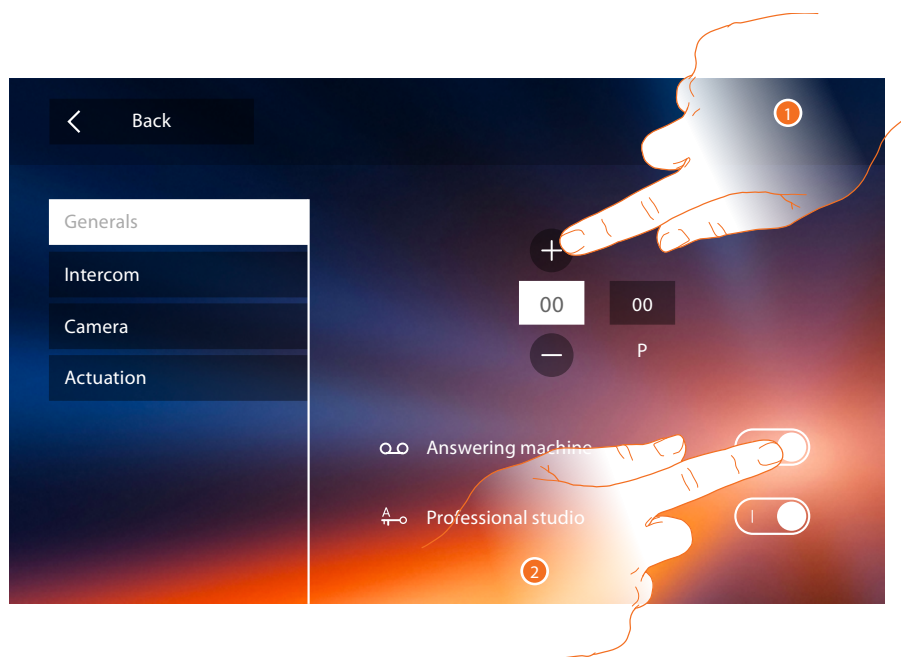 Back
1
Generals
Intercom
Camera
Actuation
+
00 00
−
P
Answering machine
A Professional studio
2